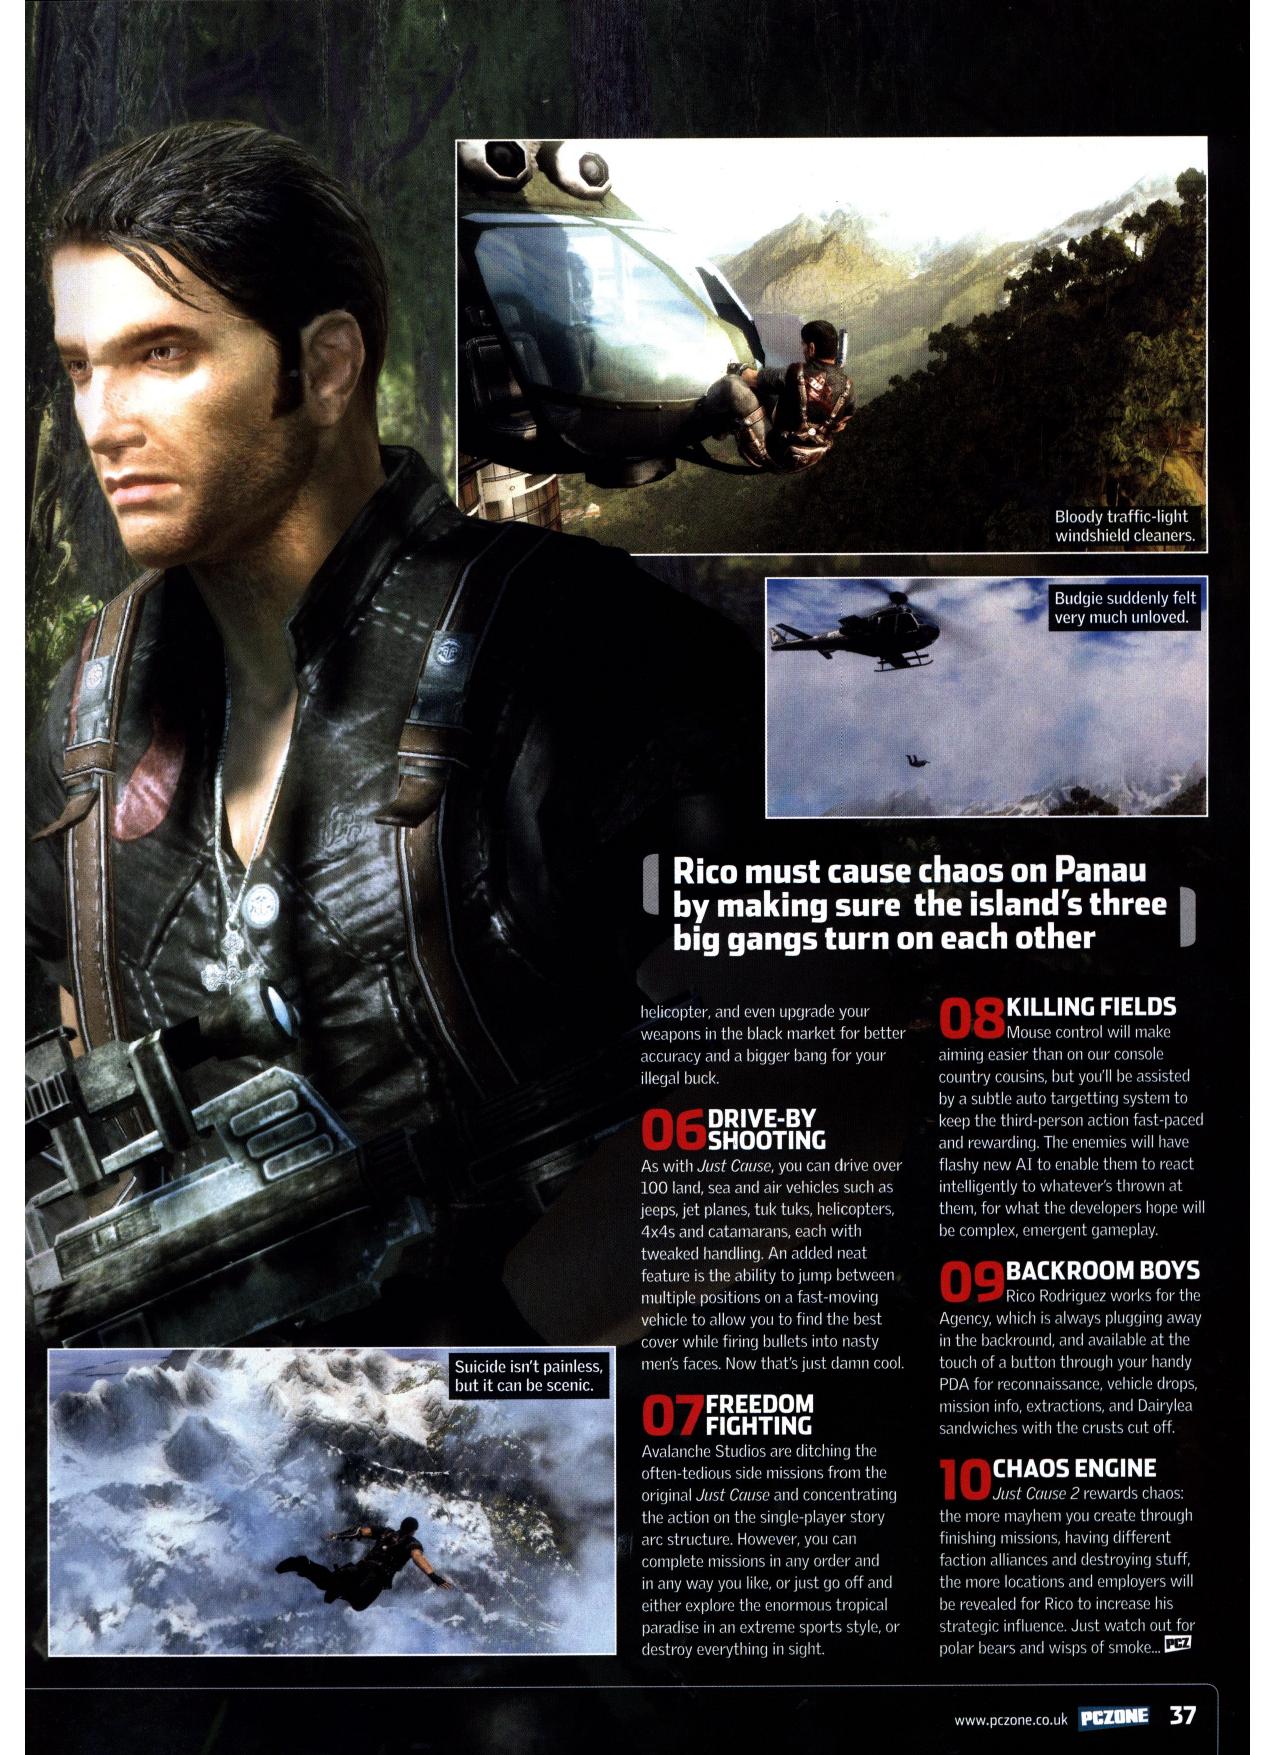 Bloody traffic-light
windshield cleaners.
Budgie suddenly felt
very much unloved.
Rico must cause chaos on Panau
by making sure the island's three
big gangs turn on each other
helicopter, and even upgrade your
weapons in the black market for better
accuracy and a bigger bang for your
illegal buck.
06 DRIVE-BY
SHOOTING
As with Just Cause, you can drive over
100 land, sea and air vehicles such as
jeeps, jet planes, tuk tuks, helicopters,
4x4s and catamarans, each with
tweaked handling. An added neat
feature is the ability to jump between
multiple positions on a fast-moving
vehicle to allow you to find the best
cover while firing bullets into nasty
men's faces. Now that's just damn cool.
07 FREEDOM
FIGHTING
Avalanche Studios are ditching the
often-tedious side missions from the
original Just Cause and concentrating
the action on the single-player story
arc structure. However, you can
complete missions in any order and
in any way you like, or just go off and
either explore the enormous tropical
paradise in an extreme sports style, or
destroy everything in sight.
08 KILLING FIELDS
Mouse control will make
aiming easier than on our console
country cousins, but you'll be assisted
by a subtle auto targetting system to
keep the third-person action fast-paced
and rewarding. The enemies will have
flashy new AI to enable them to react
intelligently to whatever's thrown at
them, for what the developers hope will
be complex, emergent gameplay.
09 BACKROOM BOYS
Rico Rodriguez works for the
Agency, which is always plugging away
in the backround, and available at the
touch of a button through your handy
PDA for reconnaissance, vehicle drops,
mission info, extractions, and Dairylea
sandwiches with the crusts cut off.
10 CHAOS ENGINE
Just Cause 2 rewards chaos:
the more mayhem you create through
finishing missions, having different
faction alliances and destroying stuff,
the more locations and employers will
be revealed for Rico to increase his
strategic influence. Just watch out for
polar bears and wisps of smoke... PCZ
Suicide isn't painless,
but it can be scenic.
www.pczone.co.uk PCZONE 37